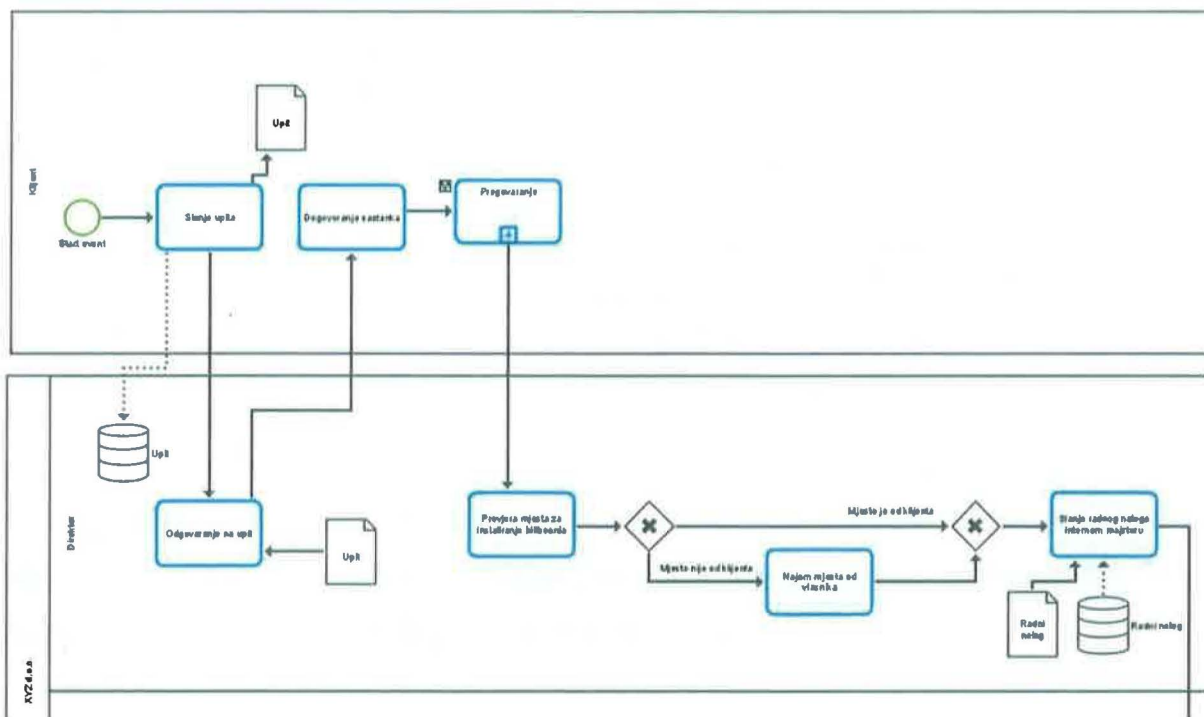 Klijent
Start event
Slanje upita
Upit
Dogovaranje sastanka
Pregovaranje
XYZ d.o.o.
Direktor
Upit
Odgovaranje na upit
Upit
Provjera mjesta za
instaliranje billboarda
Mjesto je od klijenta
Mjesto nije od klijenta
Najam mjesta od
vlasnika
Slanje radnog naloga
internom majstoru
Radni
nalog
Radni nalog